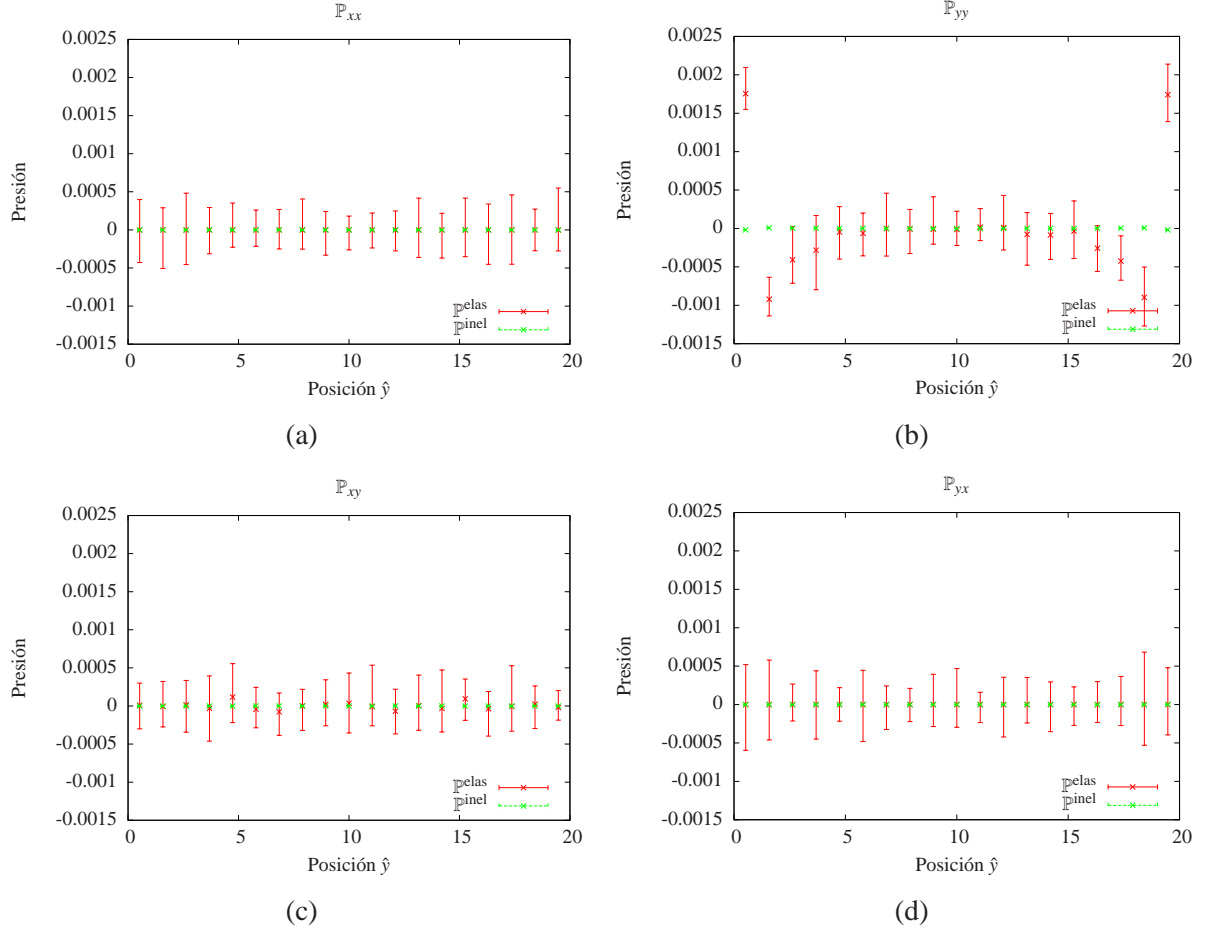 ℙxx
0.0025
0.002
0.0015
0.001
0.0005
0
-0.0005
-0.001
-0.0015
5
10
15
20
Presión
Posición ŷ
ℙelas
ℙinel
(a)
ℙyy
0.0025
0.002
0.0015
0.001
0.0005
0
-0.0005
-0.001
-0.0015
0
5
10
15
20
Presión
Posición ŷ
ℙelas
ℙinel
(b)
ℙxy
0.0025
0.002
0.0015
0.001
0.0005
0
-0.0005
-0.001
-0.0015
5
10
15
20
Presión
Posición ŷ
ℙelas
ℙinel
(c)
ℙyx
0.0025
0.002
0.0015
0.001
0.0005
0
-0.0005
-0.001
-0.0015
0
5
10
15
20
Presión
Posición ŷ
ℙelas
ℙinel
(d)